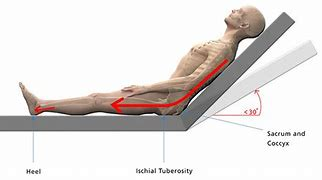 < 30°
Sacrum and
Coccyx
Heel
Ischial Tuberosity